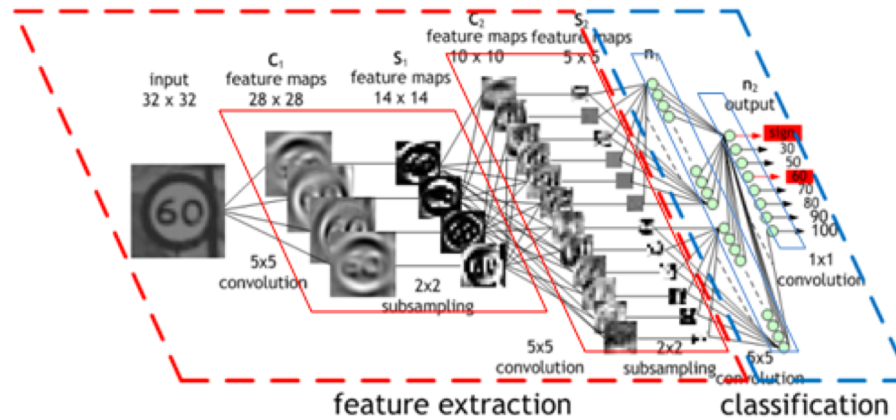 input
32 x 32
C1
feature maps
28 x 28
S1
feature maps
14 x 14
C2
feature maps
10 x 10
S2
feature maps
5 x 5
n1
n2
output
sign
30
50
60
70
80
90
100
60
5x5
convolution
2x2
subsampling
5x5
convolution
2x2
subsampling
5x5
convolution
1x1
convolution
feature extraction
classification